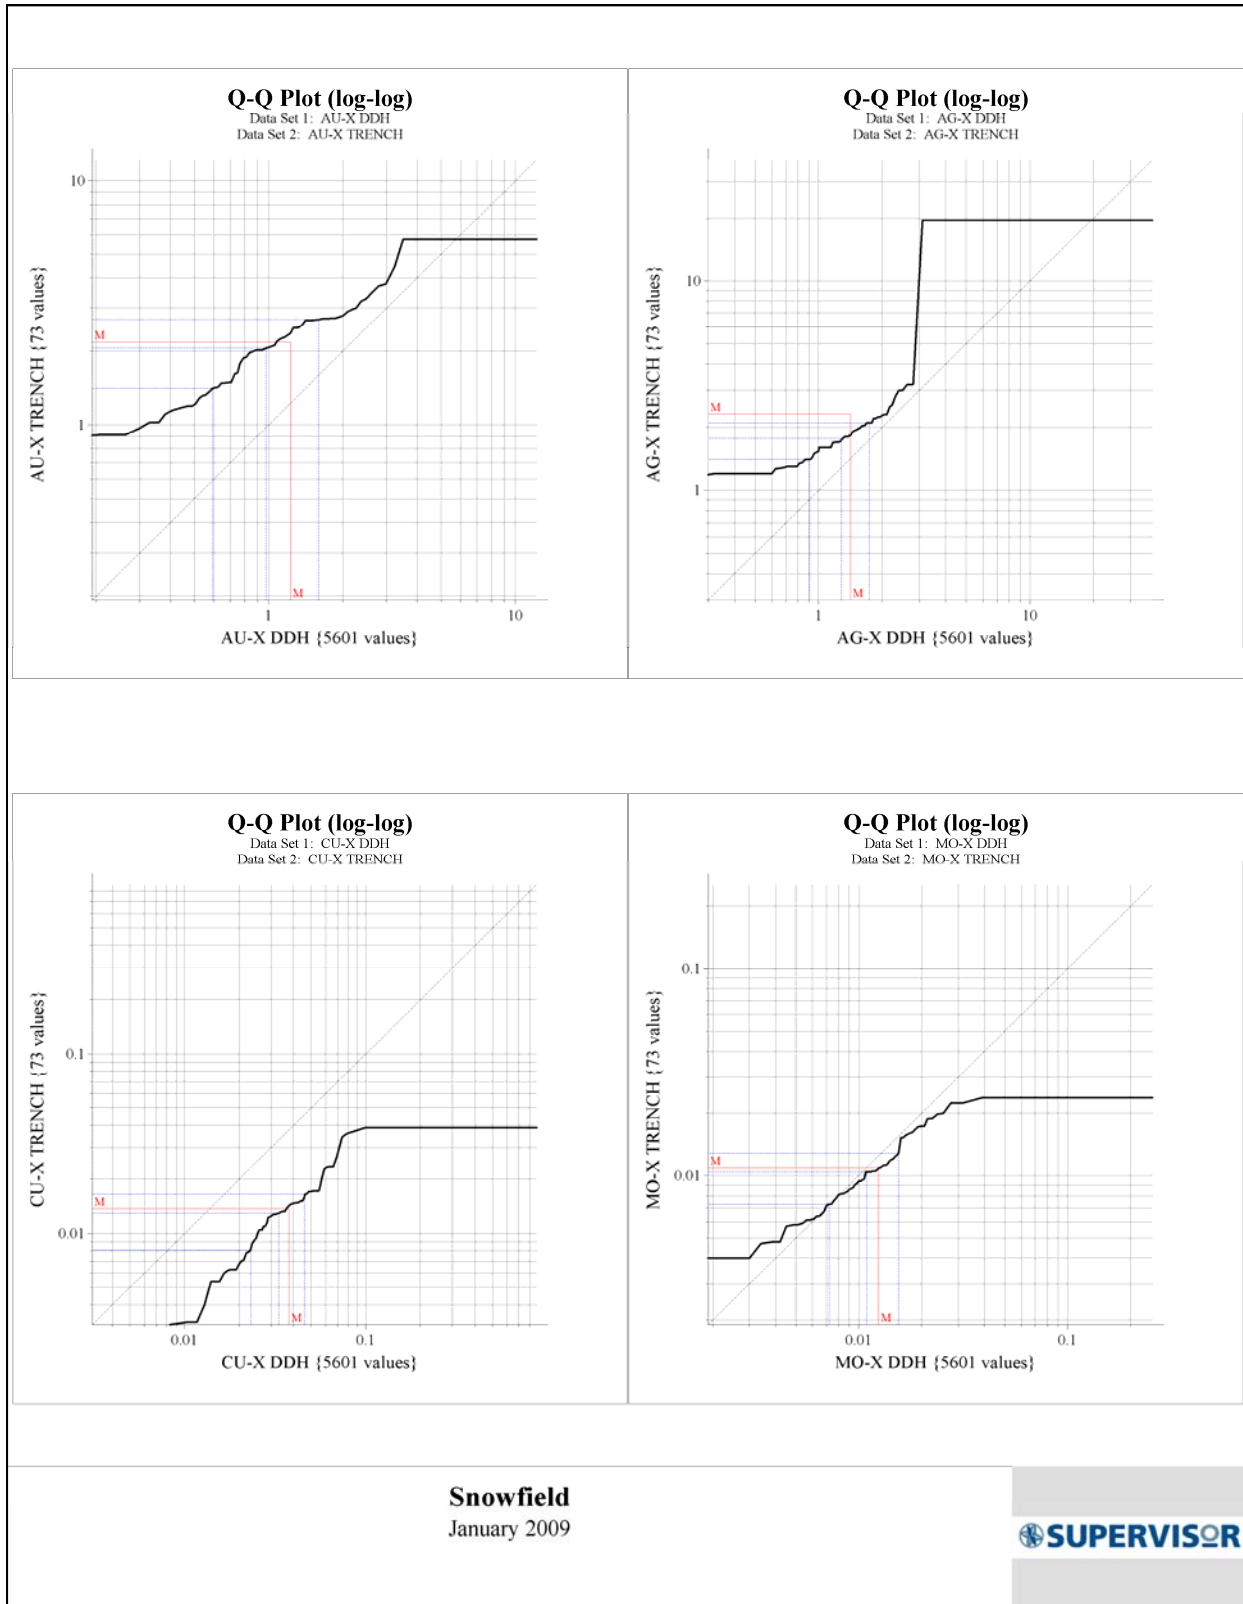 Q-Q Plot (log-log)
Data Set 1: AU-X DDH
Data Set 2: AU-X TRENCH
10
M
1
M
1
10
AU-X TRENCH {73 values}
AU-X DDH {5601 values}
Q-Q Plot (log-log)
Data Set 1: AG-X DDH
Data Set 2: AG-X TRENCH
10
M
1
M
1
10
AG-X TRENCH {73 values}
AG-X DDH {5601 values}
Q-Q Plot (log-log)
Data Set 1: CU-X DDH
Data Set 2: CU-X TRENCH
0.1
M
0.01
M
0.01
0.1
CU-X TRENCH {73 values}
CU-X DDH {5601 values}
Q-Q Plot (log-log)
Data Set 1: MO-X DDH
Data Set 2: MO-X TRENCH
0.1
M
0.01
M
0.01
0.1
MO-X TRENCH {73 values}
MO-X DDH {5601 values}
Snowfield
January 2009
SUPERVISOR